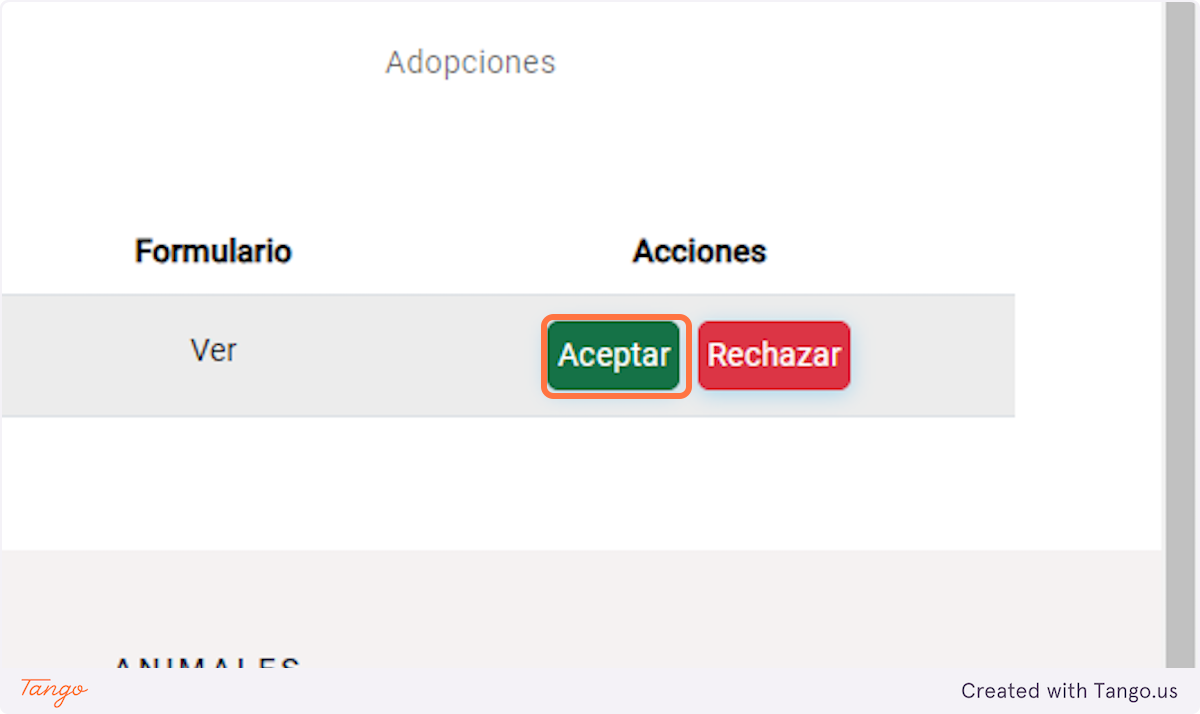 Adopciones
Formulario Acciones
Ver Aceptar Rechazar
ANIMALES
Tango Created with Tango.us